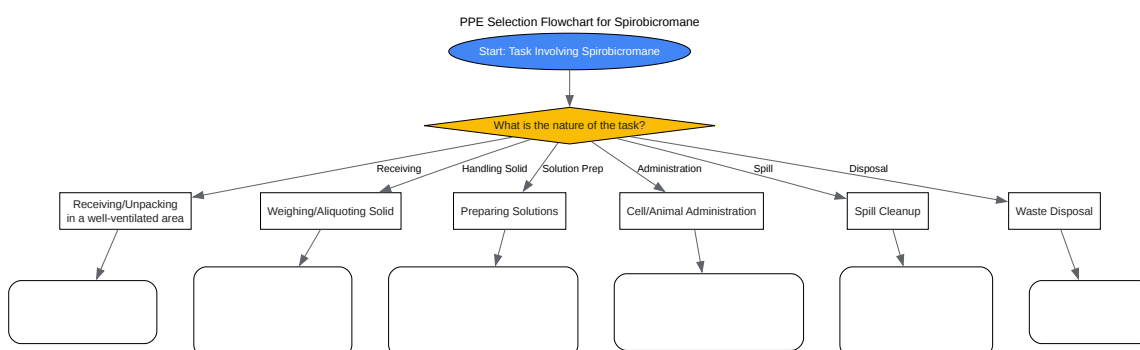 PPE Selection Flowchart for Spirobicromane
Start: Task Involving Spirobicromane
What is the nature of the task?
Receiving
Handling Solid
Solution Prep
Administration
Spill
Disposal
Receiving/Unpacking
in a well-ventilated area
Weighing/Aliquoting Solid
Preparing Solutions
Cell/Animal Administration
Spill Cleanup
Waste Disposal